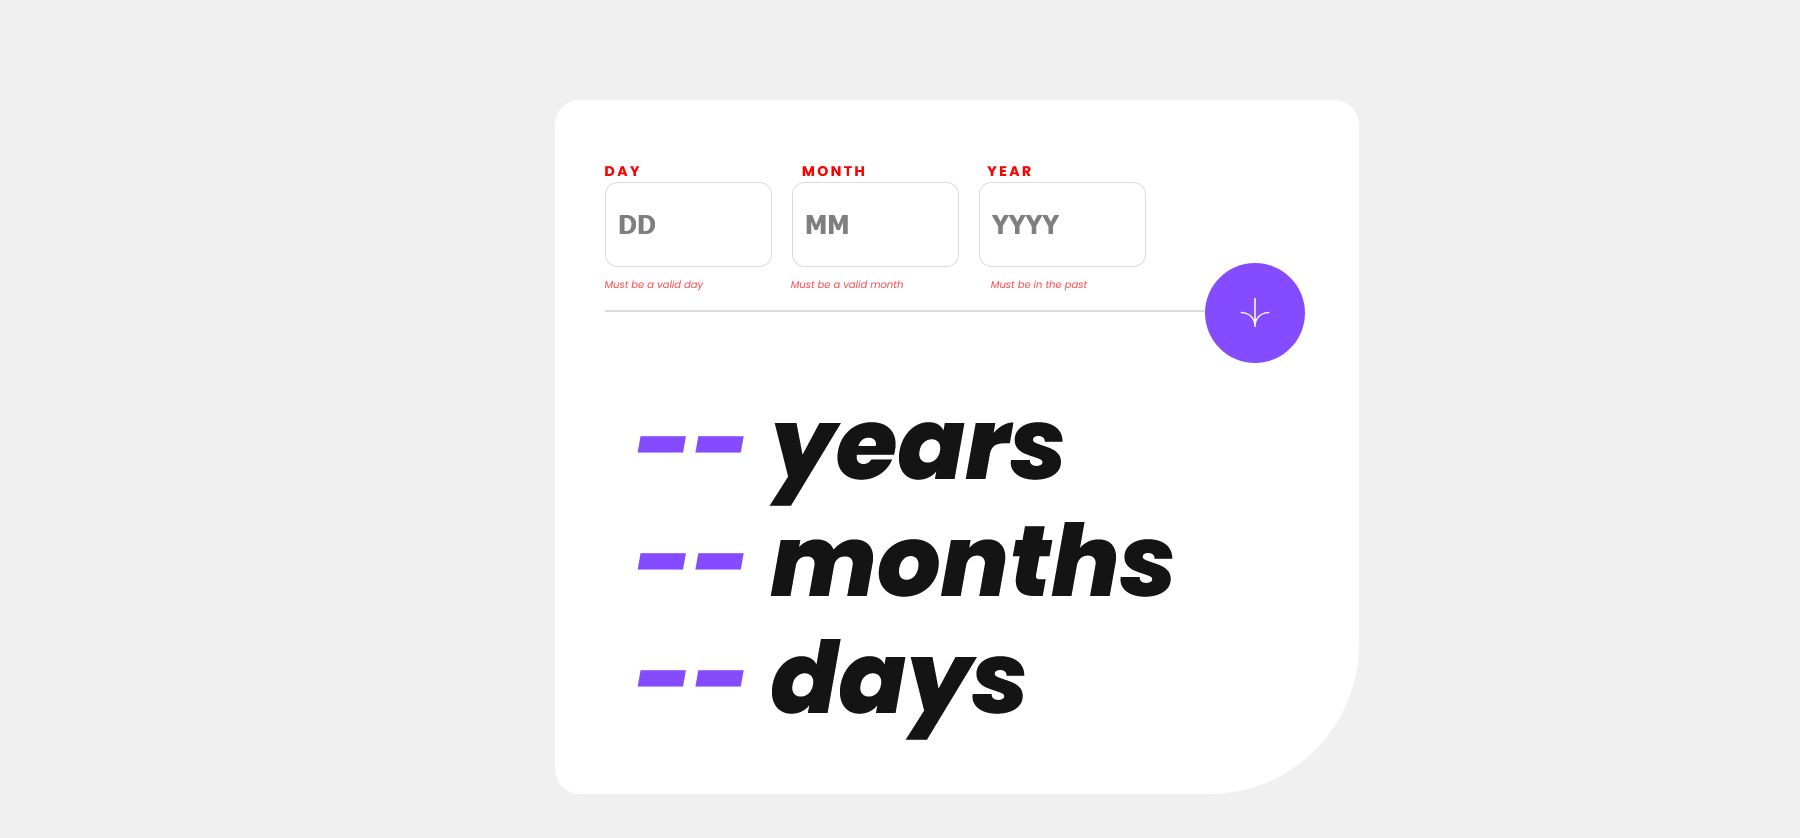 DAY MONTH YEAR
DD MM YYYY
Must be a valid day Must be a valid month Must be in the past
-- years
-- months
-- days